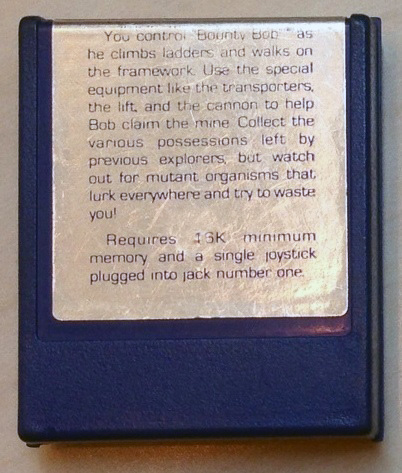 You control "Bounty Bob" as
he climbs ladders and walks on
the framework. Use the special
equipment like the transporters,
the lift, and the cannon to help
Bob claim the mine. Collect the
various possessions left by
previous explorers, but watch
out for mutant organisms that
lurk everywhere and try to waste
you!
Requires 16K minimum
memory and a single joystick
plugged into jack number one.